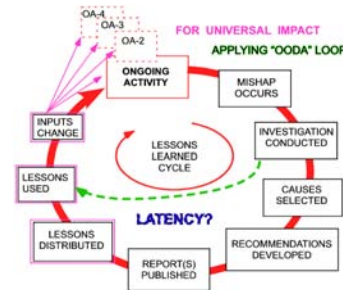 OA-4
OA-3
OA-2
FOR UNIVERSAL IMPACT
APPLYING "OODA" LOOP
ONGOING
ACTIVITY
MISHAP
OCCURS
INPUTS
CHANGE
INVESTIGATION
CONDUCTED
LESSONS
LEARNED
CYCLE
LESSONS
USED
CAUSES
SELECTED
LATENCY?
LESSONS
DISTRIBUTED
RECOMMENDATIONS
DEVELOPED
REPORT(S)
PUBLISHED